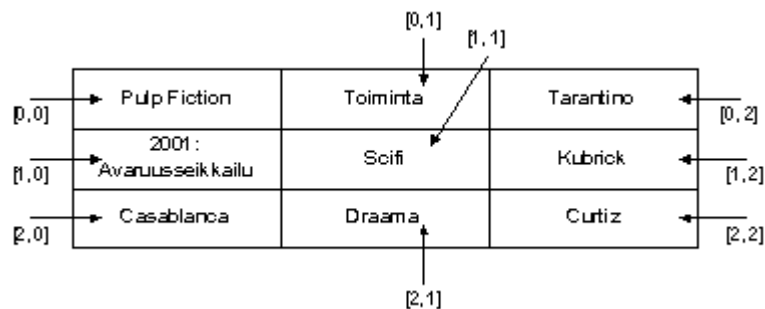 [0,1]
[1,1]
Pulp Fiction Toiminta Tarantino
[0,0] [0,2]
2001:
Avaruusseikkailu Scifi Kubrick
[1,0] [1,2]
Casablanca Draama Curtiz
[2,0] [2,2]
[2,1]